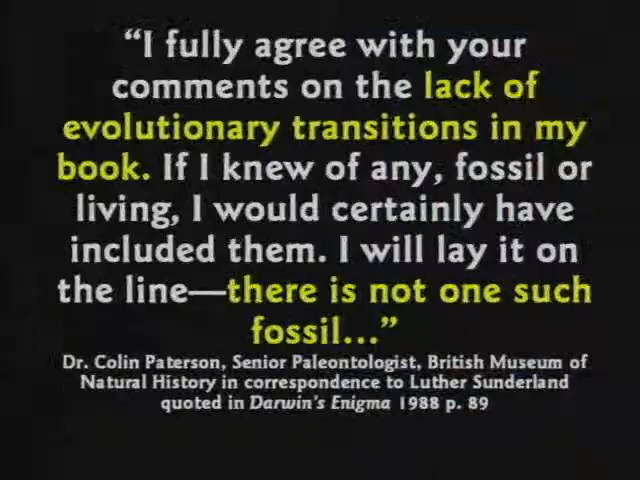 “I fully agree with your
comments on the lack of
evolutionary transitions in my
book. If I knew of any, fossil or
living, I would certainly have
included them. I will lay it on
the line—there is not one such
fossil...”
Dr. Colin Paterson, Senior Paleontologist, British Museum of
Natural History in correspondence to Luther Sunderland
quoted in Darwin's Enigma 1988 p. 89